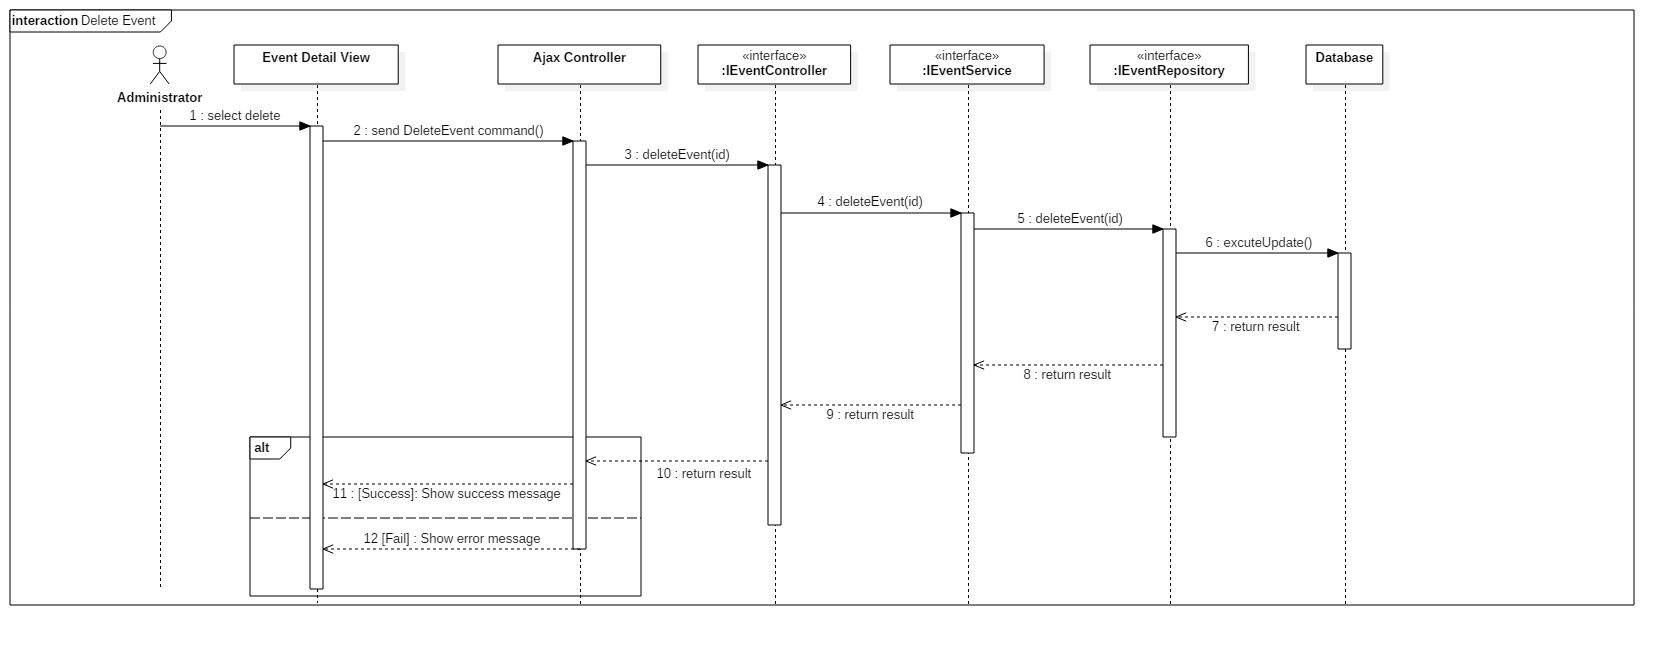 interaction Delete Event
Administrator
Event Detail View
Ajax Controller
«interface»
:IEventController
«interface»
:IEventService
«interface»
:IEventRepository
Database
1 : select delete
2 : send DeleteEvent command()
3 : deleteEvent(id)
4 : deleteEvent(id)
5 : deleteEvent(id)
6 : excuteUpdate()
7 : return result
8 : return result
9 : return result
alt
10 : return result
11 : [Success]: Show success message
12 [Fail] : Show error message